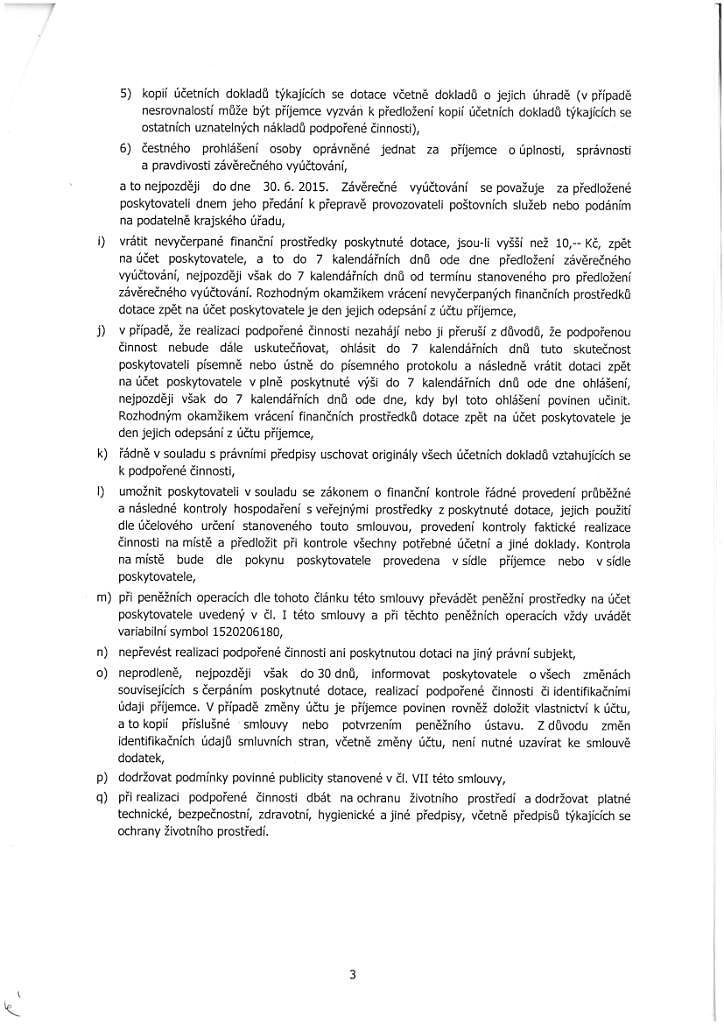 5) kopií účetních dokladů týkajících se dotace včetně dokladů o jejich úhradě (v případě
nesrovnalostí může být příjemce vyzván k předložení kopií účetních dokladů týkajících se
ostatních uznatelných nákladů podpořené činnosti),
6) čestného prohlášení osoby oprávněné jednat za příjemce o úplnosti, správnosti
a pravdivosti závěrečného vyúčtování,
a to nejpozději do dne 30. 6. 2015. Závěrečné vyúčtování se považuje za předložené
poskytovateli dnem jeho předání k přepravě provozovateli poštovních služeb nebo podáním
na podatelně krajského úřadu,
i) vrátit nevyčerpané finanční prostředky poskytnuté dotace, jsou-li vyšší než 10,-- Kč, zpět
na účet poskytovatele, a to do 7 kalendářních dnů ode dne předložení závěrečného
vyúčtování, nejpozději však do 7 kalendářních dnů od termínu stanoveného pro předložení
závěrečného vyúčtování. Rozhodným okamžikem vrácení nevyčerpaných finančních prostředků
dotace zpět na účet poskytovatele je den jejich odepsání z účtu příjemce,
j) v případě, že realizaci podpořené činnosti nezahájí nebo ji přeruší z důvodů, že podpořenou
činnost nebude dále uskutečňovat, ohlásit do 7 kalendářních dnů tuto skutečnost
poskytovateli písemně nebo ústně do písemného protokolu a následně vrátit dotaci zpět
na účet poskytovatele v plně poskytnuté výši do 7 kalendářních dnů ode dne ohlášení,
nejpozději však do 7 kalendářních dnů ode dne, kdy byl toto ohlášení povinen učinit.
Rozhodným okamžikem vrácení finančních prostředků dotace zpět na účet poskytovatele je
den jejich odepsání z účtu příjemce,
k) řádně v souladu s právními předpisy uschovat originály všech účetních dokladů vztahujících se
k podpořené činnosti,
l) umožnit poskytovateli v souladu se zákonem o finanční kontrole řádné provedení průběžné
a následné kontroly hospodaření s veřejnými prostředky z poskytnuté dotace, jejich použití
dle účelového určení stanoveného touto smlouvou, provedení kontroly faktické realizace
činnosti na místě a předložit při kontrole všechny potřebné účetní a jiné doklady. Kontrola
na místě bude dle pokynu poskytovatele provedena v sídle příjemce nebo v sídle
poskytovatele,
m) při peněžních operacích dle tohoto článku této smlouvy převádět peněžní prostředky na účet
poskytovatele uvedený v čl. I této smlouvy a při těchto peněžních operacích vždy uvádět
variabilní symbol 1520206180,
n) nepřevést realizaci podpořené činnosti ani poskytnutou dotaci na jiný právní subjekt,
o) neprodleně, nejpozději však do 30 dnů, informovat poskytovatele o všech změnách
souvisejících s čerpáním poskytnuté dotace, realizací podpořené činnosti či identifikačními
údaji příjemce. V případě změny účtu je příjemce povinen rovněž doložit vlastnictví k účtu,
a to kopií příslušné smlouvy nebo potvrzením peněžního ústavu. Z důvodu změn
identifikačních údajů smluvních stran, včetně změny účtu, není nutné uzavírat ke smlouvě
dodatek,
p) dodržovat podmínky povinné publicity stanovené v čl. VII této smlouvy,
q) při realizaci podpořené činnosti dbát na ochranu životního prostředí a dodržovat platné
technické, bezpečnostní, zdravotní, hygienické a jiné předpisy, včetně předpisů týkajících se
ochrany životního prostředí.
3